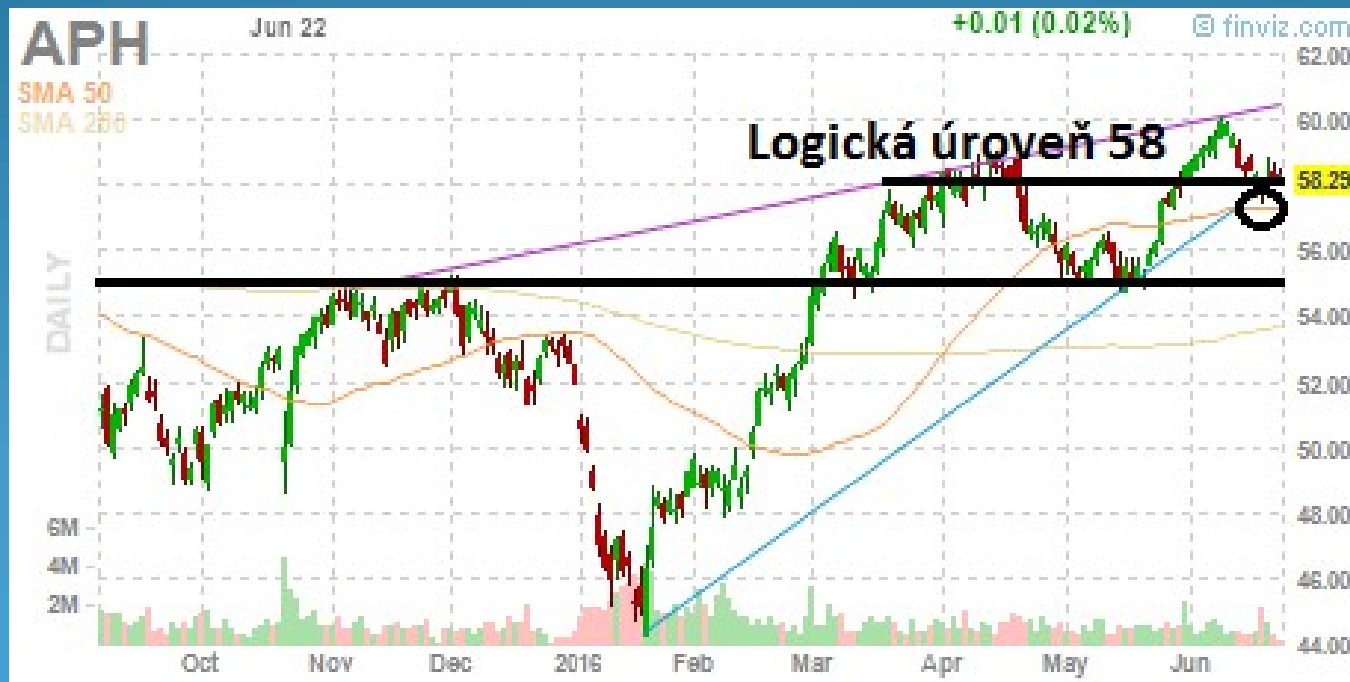 APH
Jun 22
+0.01 (0.02%)
© finviz.com
SMA 50
SMA 200
Logická úroveň 58
DAILY
62.00
60.00
58.29
56.00
54.00
52.00
50.00
48.00
46.00
44.00
6M
4M
2M
Oct Nov Dec 2016 Feb Mar Apr May Jun